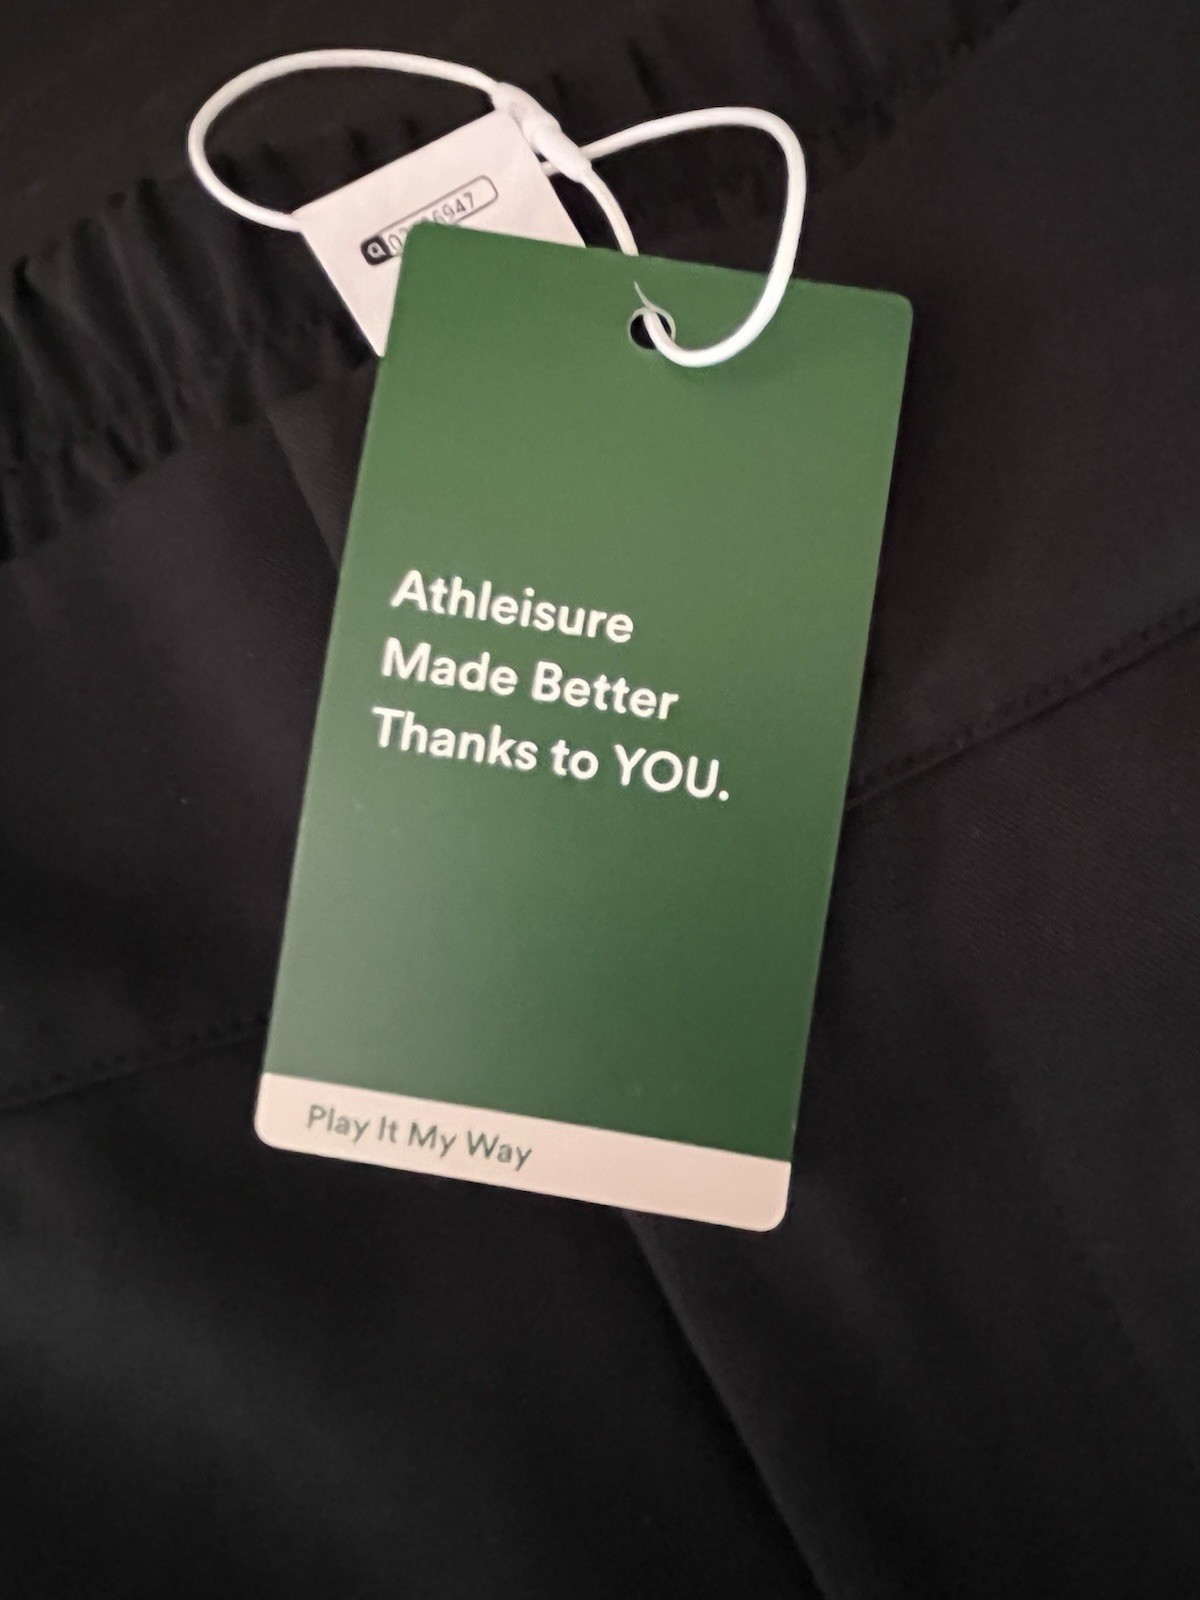 Athleisure
Made Better
Thanks to YOU.
Play It My Way